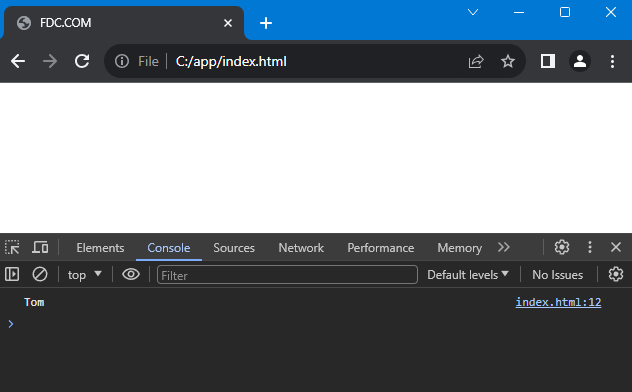 FDC.COM
File C:/app/index.html
Elements Console Sources Network Performance Memory
top Filter Default levels No Issues
Tom index.html:12